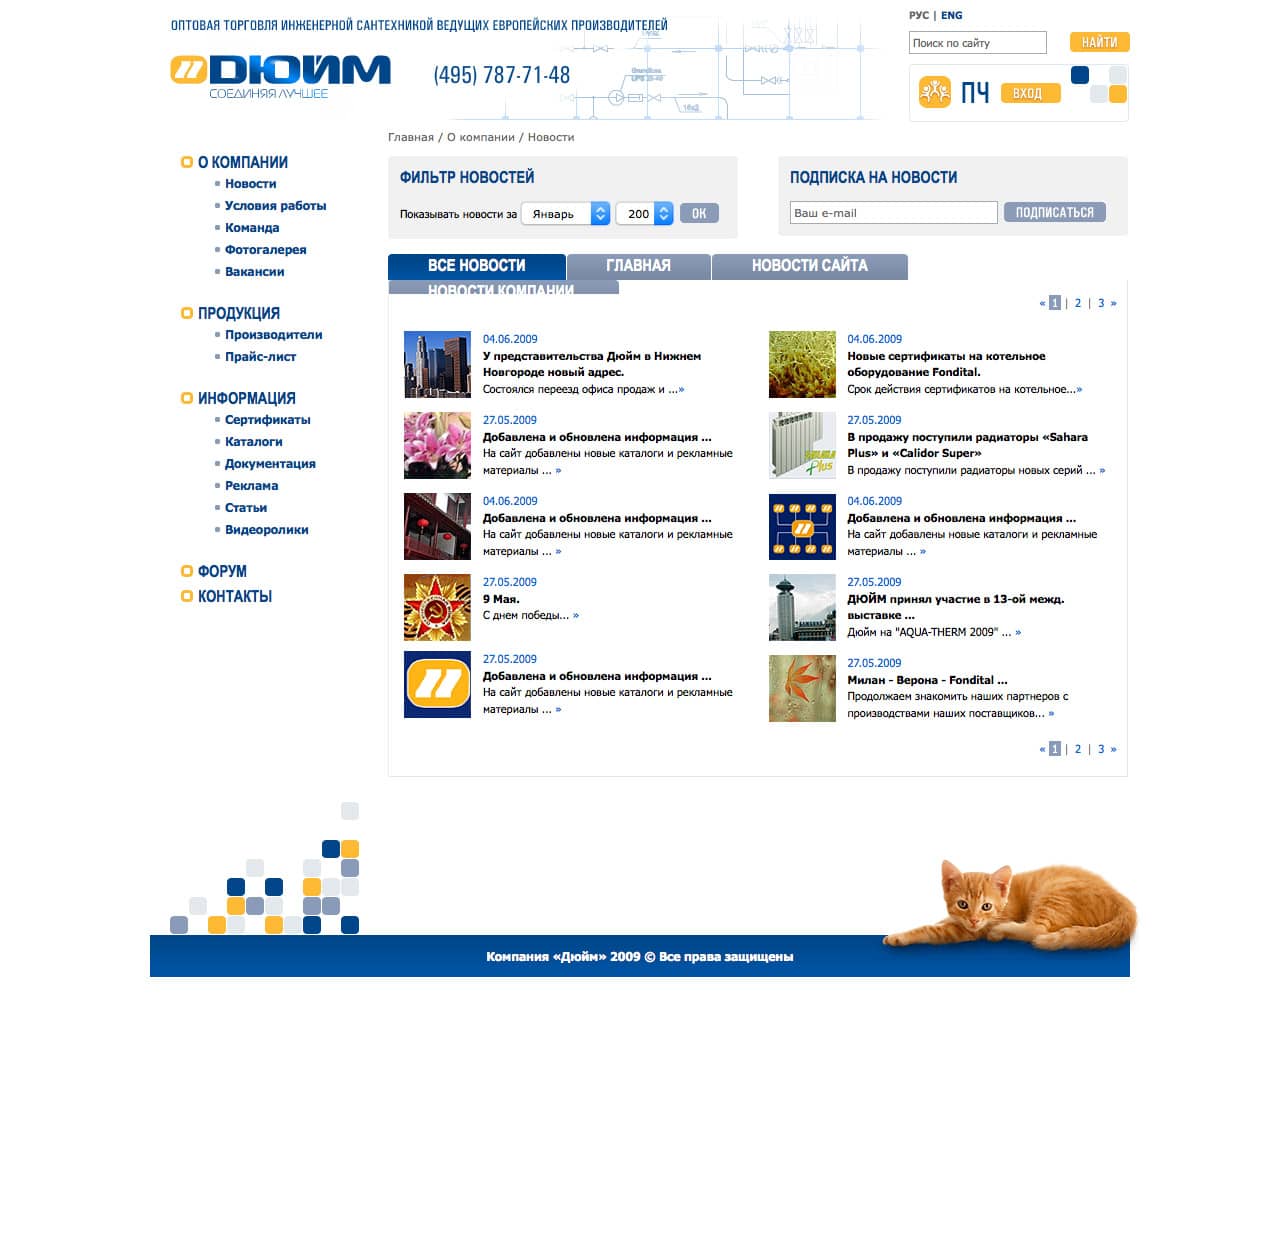 ОПТОВАЯ ТОРГОВЛЯ ИНЖЕНЕРНОЙ САНТЕХНИКОЙ ВЕДУЩИХ ЕВРОПЕЙСКИХ ПРОИЗВОДИТЕЛЕЙ
РУС | ENG
Поиск по сайту
НАЙТИ
ДЮЙМ
СОЕДИНЯЯ ЛУЧШЕЕ
(495) 787-71-48
ПЧ
ВХОД
Главная / О компании / Новости
О КОМПАНИИ
Новости
Условия работы
Команда
Фотогалерея
Вакансии
ПРОДУКЦИЯ
Производители
Прайс-лист
ИНФОРМАЦИЯ
Сертификаты
Каталоги
Документация
Реклама
Статьи
Видеоролики
ФОРУМ
КОНТАКТЫ
ФИЛЬТР НОВОСТЕЙ
Показывать новости за Январь 200 ОК
ПОДПИСКА НА НОВОСТИ
Ваш e-mail ПОДПИСАТЬСЯ
ВСЕ НОВОСТИ ГЛАВНАЯ НОВОСТИ САЙТА
НОВОСТИ КОМПАНИИ
« 1 | 2 | 3 »
04.06.2009
У представительства Дюйм в Нижнем
Новгороде новый адрес.
Состоялся переезд офиса продаж и ...»
04.06.2009
Новые сертификаты на котельное
оборудование Fondital.
Срок действия сертификатов на котельное...»
27.05.2009
Добавлена и обновлена информация ...
На сайт добавлены новые каталоги и рекламные
материалы ... »
27.05.2009
В продажу поступили радиаторы «Sahara
Plus» и «Calidor Super»
В продажу поступили радиаторы новых серий ... »
Plus
04.06.2009
Добавлена и обновлена информация ...
На сайт добавлены новые каталоги и рекламные
материалы ... »
04.06.2009
Добавлена и обновлена информация ...
На сайт добавлены новые каталоги и рекламные
материалы ... »
27.05.2009
9 Мая.
С днем победы... »
27.05.2009
ДЮЙМ принял участие в 13-ой межд.
выставке ...
Дюйм на "AQUA-THERM 2009" ... »
27.05.2009
Добавлена и обновлена информация ...
На сайт добавлены новые каталоги и рекламные
материалы ... »
27.05.2009
Милан - Верона - Fondital ...
Продолжаем знакомить наших партнеров с
производствами наших поставщиков... »
« 1 | 2 | 3 »
Компания «Дюйм» 2009 © Все права защищены